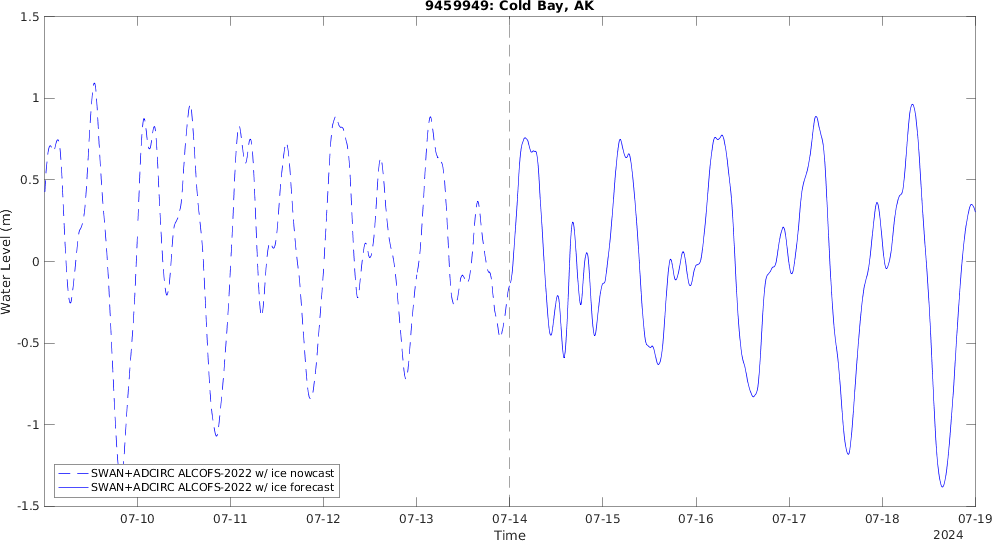 9459949: Cold Bay, AK
1.5
1
0.5
0
-0.5
-1
-1.5
Water Level (m)
SWAN+ADCIRC ALCOFS-2022 w/ ice nowcast
SWAN+ADCIRC ALCOFS-2022 w/ ice forecast
07-10 07-11 07-12 07-13 07-14 07-15 07-16 07-17 07-18 07-19
Time
2024